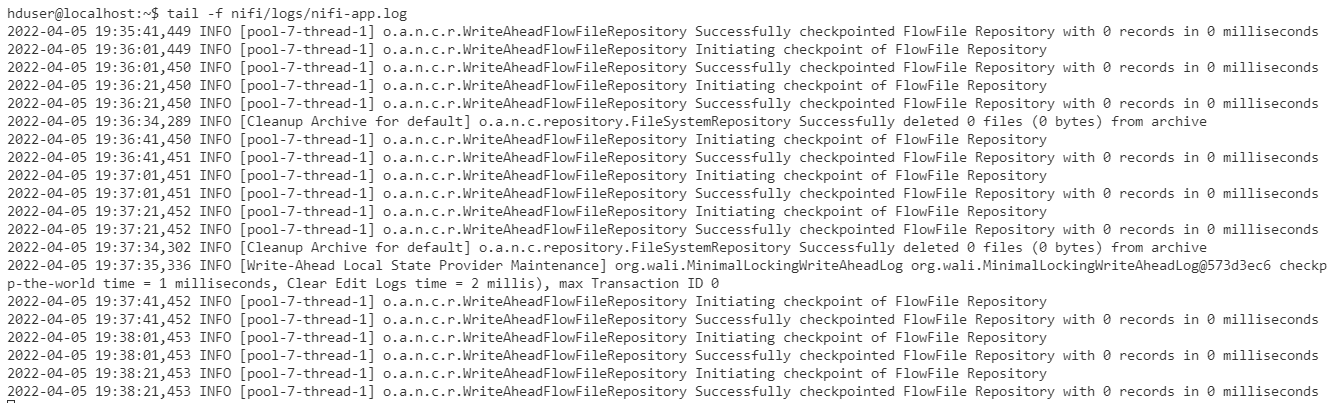 hduser@localhost:~$ tail -f nifi/logs/nifi-app.log
2022-04-05 19:35:41,449 INFO [pool-7-thread-1] o.a.n.c.r.WriteAheadFlowFileRepository Successfully checkpointed FlowFile Repository with 0 records in 0 milliseconds
2022-04-05 19:36:01,449 INFO [pool-7-thread-1] o.a.n.c.r.WriteAheadFlowFileRepository Initiating checkpoint of FlowFile Repository
2022-04-05 19:36:01,450 INFO [pool-7-thread-1] o.a.n.c.r.WriteAheadFlowFileRepository Successfully checkpointed FlowFile Repository with 0 records in 0 milliseconds
2022-04-05 19:36:21,450 INFO [pool-7-thread-1] o.a.n.c.r.WriteAheadFlowFileRepository Initiating checkpoint of FlowFile Repository
2022-04-05 19:36:21,450 INFO [pool-7-thread-1] o.a.n.c.r.WriteAheadFlowFileRepository Successfully checkpointed FlowFile Repository with 0 records in 0 milliseconds
2022-04-05 19:36:34,289 INFO [Cleanup Archive for default] o.a.n.c.repository.FileSystemRepository Successfully deleted 0 files (0 bytes) from archive
2022-04-05 19:36:41,450 INFO [pool-7-thread-1] o.a.n.c.r.WriteAheadFlowFileRepository Initiating checkpoint of FlowFile Repository
2022-04-05 19:36:41,451 INFO [pool-7-thread-1] o.a.n.c.r.WriteAheadFlowFileRepository Successfully checkpointed FlowFile Repository with 0 records in 0 milliseconds
2022-04-05 19:37:01,451 INFO [pool-7-thread-1] o.a.n.c.r.WriteAheadFlowFileRepository Initiating checkpoint of FlowFile Repository
2022-04-05 19:37:01,451 INFO [pool-7-thread-1] o.a.n.c.r.WriteAheadFlowFileRepository Successfully checkpointed FlowFile Repository with 0 records in 0 milliseconds
2022-04-05 19:37:21,452 INFO [pool-7-thread-1] o.a.n.c.r.WriteAheadFlowFileRepository Initiating checkpoint of FlowFile Repository
2022-04-05 19:37:21,452 INFO [pool-7-thread-1] o.a.n.c.r.WriteAheadFlowFileRepository Successfully checkpointed FlowFile Repository with 0 records in 0 milliseconds
2022-04-05 19:37:34,302 INFO [Cleanup Archive for default] o.a.n.c.repository.FileSystemRepository Successfully deleted 0 files (0 bytes) from archive
2022-04-05 19:37:35,336 INFO [Write-Ahead Local State Provider Maintenance] org.wali.MinimalLockingWriteAheadLog org.wali.MinimalLockingWriteAheadLog@573d3ec6 checkp
p-the-world time = 1 milliseconds, Clear Edit Logs time = 2 millis), max Transaction ID 0
2022-04-05 19:37:41,452 INFO [pool-7-thread-1] o.a.n.c.r.WriteAheadFlowFileRepository Initiating checkpoint of FlowFile Repository
2022-04-05 19:37:41,452 INFO [pool-7-thread-1] o.a.n.c.r.WriteAheadFlowFileRepository Successfully checkpointed FlowFile Repository with 0 records in 0 milliseconds
2022-04-05 19:38:01,453 INFO [pool-7-thread-1] o.a.n.c.r.WriteAheadFlowFileRepository Initiating checkpoint of FlowFile Repository
2022-04-05 19:38:01,453 INFO [pool-7-thread-1] o.a.n.c.r.WriteAheadFlowFileRepository Successfully checkpointed FlowFile Repository with 0 records in 0 milliseconds
2022-04-05 19:38:21,453 INFO [pool-7-thread-1] o.a.n.c.r.WriteAheadFlowFileRepository Initiating checkpoint of FlowFile Repository
2022-04-05 19:38:21,453 INFO [pool-7-thread-1] o.a.n.c.r.WriteAheadFlowFileRepository Successfully checkpointed FlowFile Repository with 0 records in 0 milliseconds